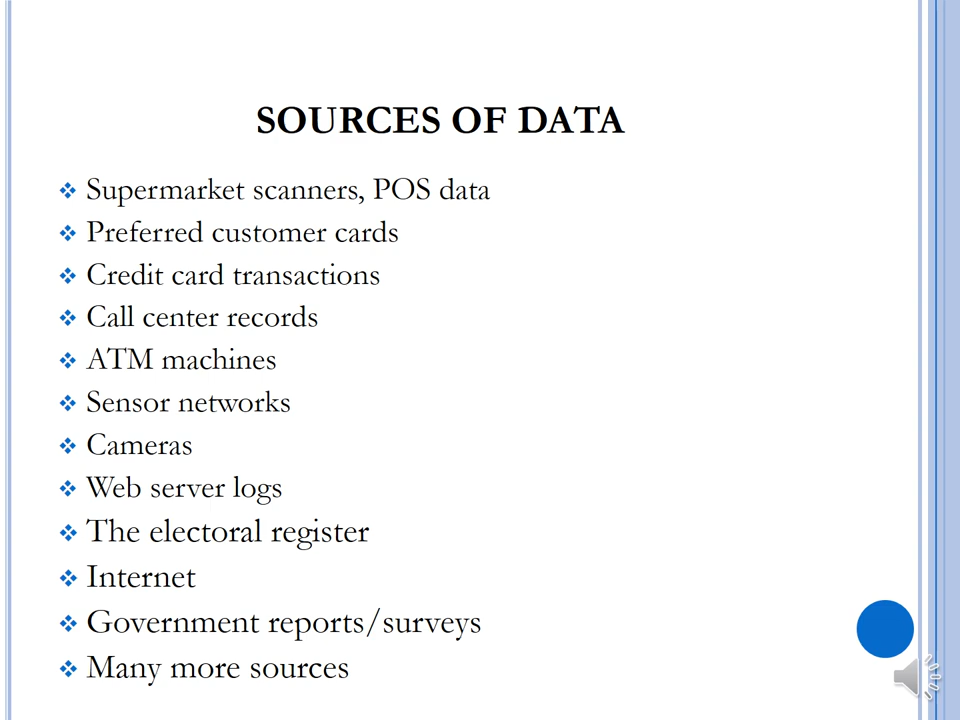 SOURCES OF DATA
Supermarket scanners, POS data
Preferred customer cards
Credit card transactions
Call center records
ATM machines
Sensor networks
Cameras
Web server logs
The electoral register
Internet
Government reports/surveys
Many more sources